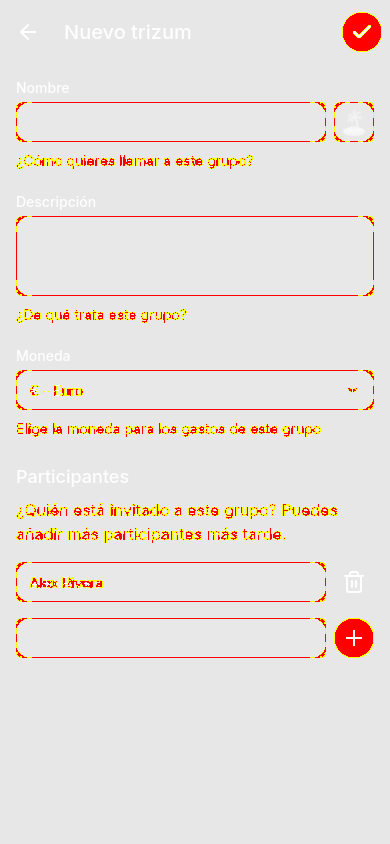 Nuevo trizum
Nombre
¿Cómo quieres llamar a este grupo?
Descripción
¿De qué trata este grupo?
Moneda
€ - Euro
Elige la moneda para los gastos de este grupo
Participantes
¿Quién está invitado a este grupo? Puedes
añadir más participantes más tarde.
Alex Rivera